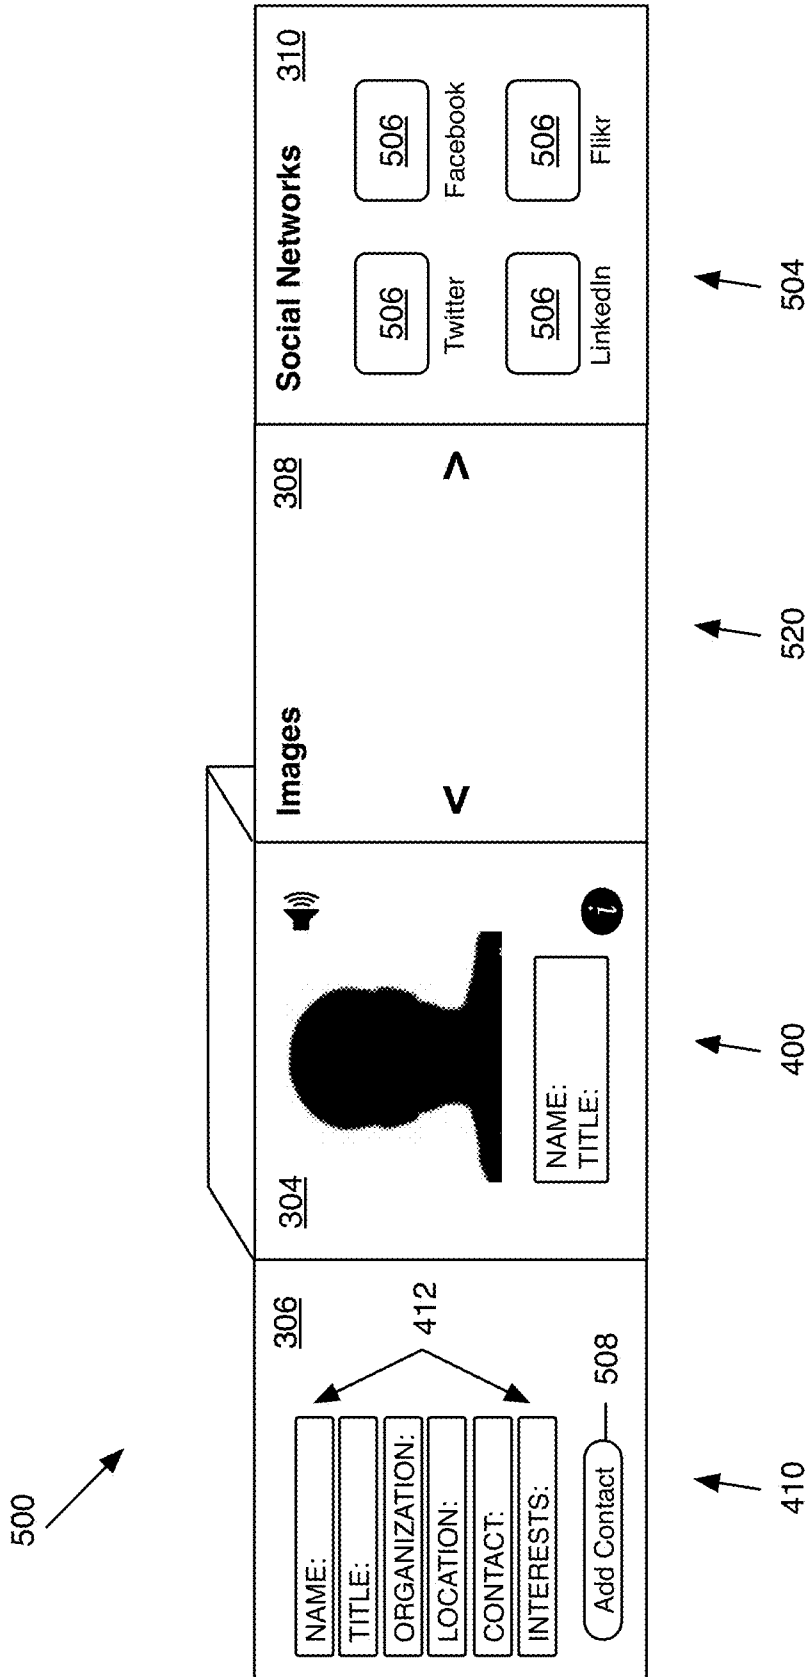 500
306
NAME:
TITLE:
ORGANIZATION:
LOCATION:
CONTACT:
INTERESTS:
412
Add Contact
508
410
304
NAME:
TITLE:
i
400
Images
308
< >
520
Social Networks
310
506 506
Twitter Facebook
506 506
LinkedIn Flikr
504